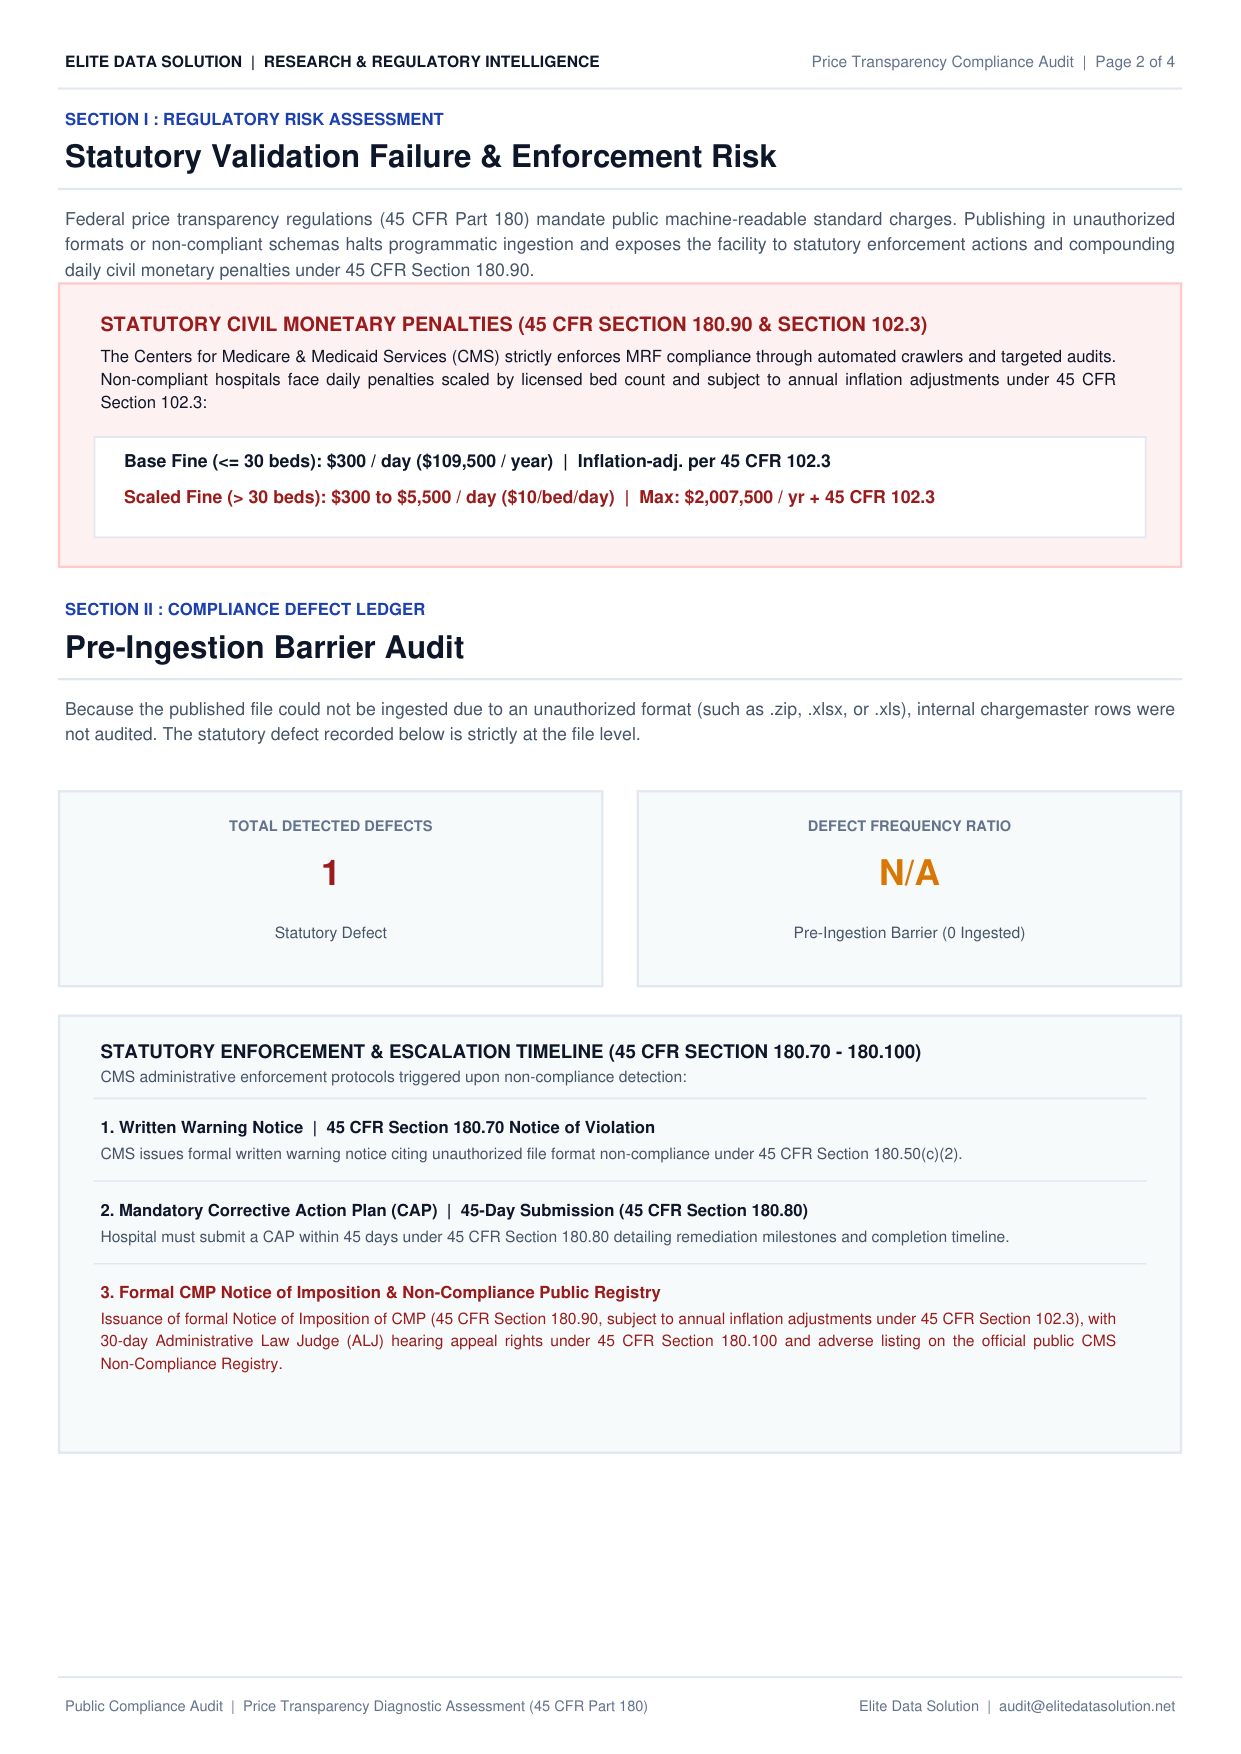 ELITE DATA SOLUTION | RESEARCH & REGULATORY INTELLIGENCE
Price Transparency Compliance Audit | Page 2 of 4
SECTION I : REGULATORY RISK ASSESSMENT
Statutory Validation Failure & Enforcement Risk
Federal price transparency regulations (45 CFR Part 180) mandate public machine-readable standard charges. Publishing in unauthorized
formats or non-compliant schemas halts programmatic ingestion and exposes the facility to statutory enforcement actions and compounding
daily civil monetary penalties under 45 CFR Section 180.90.
STATUTORY CIVIL MONETARY PENALTIES (45 CFR SECTION 180.90 & SECTION 102.3)
The Centers for Medicare & Medicaid Services (CMS) strictly enforces MRF compliance through automated crawlers and targeted audits.
Non-compliant hospitals face daily penalties scaled by licensed bed count and subject to annual inflation adjustments under 45 CFR
Section 102.3:
Base Fine (<= 30 beds): $300 / day ($109,500 / year) | Inflation-adj. per 45 CFR 102.3
Scaled Fine (> 30 beds): $300 to $5,500 / day ($10/bed/day) | Max: $2,007,500 / yr + 45 CFR 102.3
SECTION II : COMPLIANCE DEFECT LEDGER
Pre-Ingestion Barrier Audit
Because the published file could not be ingested due to an unauthorized format (such as .zip, .xlsx, or .xls), internal chargemaster rows were
not audited. The statutory defect recorded below is strictly at the file level.
TOTAL DETECTED DEFECTS
1
Statutory Defect
DEFECT FREQUENCY RATIO
N/A
Pre-Ingestion Barrier (0 Ingested)
STATUTORY ENFORCEMENT & ESCALATION TIMELINE (45 CFR SECTION 180.70 - 180.100)
CMS administrative enforcement protocols triggered upon non-compliance detection:
1. Written Warning Notice | 45 CFR Section 180.70 Notice of Violation
CMS issues formal written warning notice citing unauthorized file format non-compliance under 45 CFR Section 180.50(c)(2).
2. Mandatory Corrective Action Plan (CAP) | 45-Day Submission (45 CFR Section 180.80)
Hospital must submit a CAP within 45 days under 45 CFR Section 180.80 detailing remediation milestones and completion timeline.
3. Formal CMP Notice of Imposition & Non-Compliance Public Registry
Issuance of formal Notice of Imposition of CMP (45 CFR Section 180.90, subject to annual inflation adjustments under 45 CFR Section 102.3), with
30-day Administrative Law Judge (ALJ) hearing appeal rights under 45 CFR Section 180.100 and adverse listing on the official public CMS
Non-Compliance Registry.
Public Compliance Audit | Price Transparency Diagnostic Assessment (45 CFR Part 180)
Elite Data Solution | audit@elitedatasolution.net